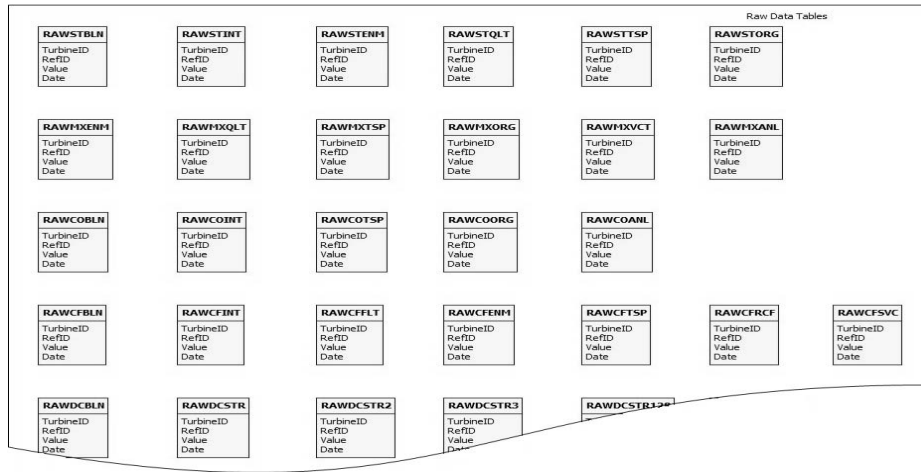 Raw Data Tables
RAWSTBLN
TurbineID
RefID
Value
Date
RAWSTINT
TurbineID
RefID
Value
Date
RAWSTENM
TurbineID
RefID
Value
Date
RAWSTQLT
TurbineID
RefID
Value
Date
RAWSTTSP
TurbineID
RefID
Value
Date
RAWSTORG
TurbineID
RefID
Value
Date
RAWMXENM
TurbineID
RefID
Value
Date
RAWMXQLT
TurbineID
RefID
Value
Date
RAWMXTSP
TurbineID
RefID
Value
Date
RAWMXORG
TurbineID
RefID
Value
Date
RAWMXVCT
TurbineID
RefID
Value
Date
RAWMXANL
TurbineID
RefID
Value
Date
RAWCOBLN
TurbineID
RefID
Value
Date
RAWCOINT
TurbineID
RefID
Value
Date
RAWCOTSP
TurbineID
RefID
Value
Date
RAWCOORG
TurbineID
RefID
Value
Date
RAWCOANL
TurbineID
RefID
Value
Date
RAWCFBLN
TurbineID
RefID
Value
Date
RAWCFINT
TurbineID
RefID
Value
Date
RAWCFFLT
TurbineID
RefID
Value
Date
RAWCFENM
TurbineID
RefID
Value
Date
RAWCFTSP
TurbineID
RefID
Value
Date
RAWCFRCF
TurbineID
RefID
Value
Date
RAWCFSVC
TurbineID
RefID
Value
Date
RAWDCBLN
TurbineID
RefID
Value
Date
RAWDCSTR
TurbineID
RefID
Value
Date
RAWDCSTR2
TurbineID
RefID
Value
Date
RAWDCSTR3
TurbineID
RefID
Value
Date